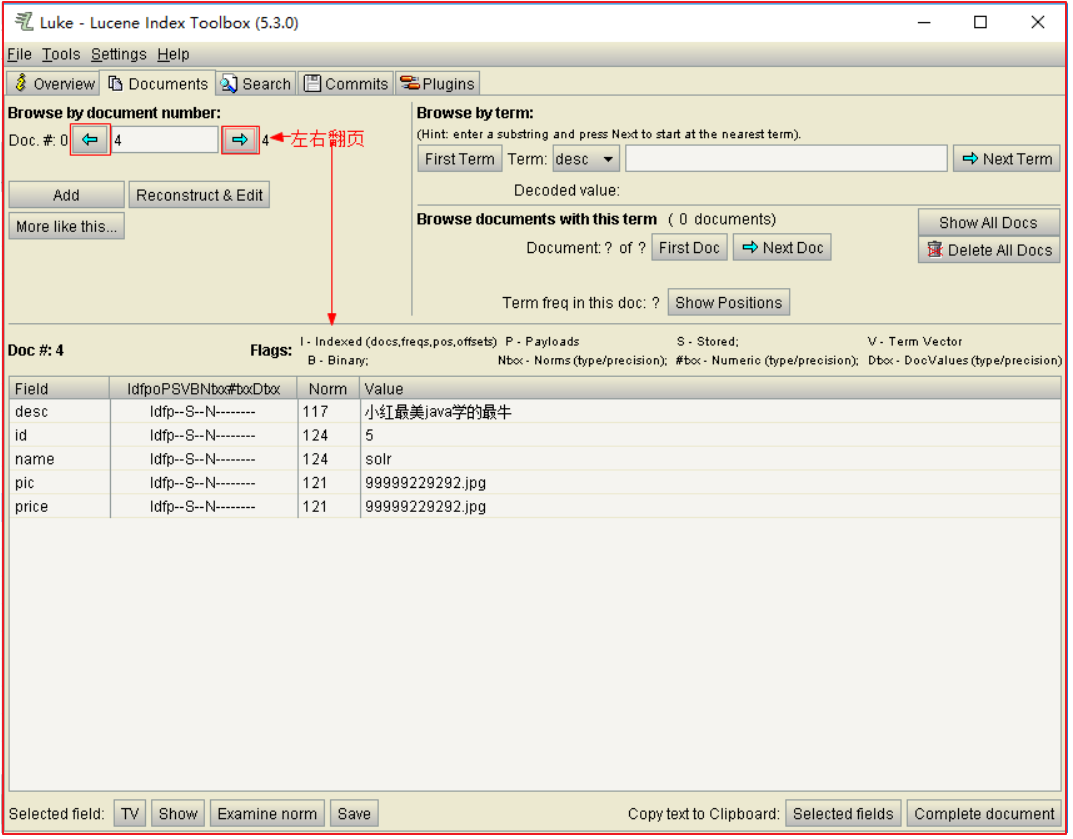 Luke - Lucene Index Toolbox (5.3.0)
File Tools Settings Help
Overview Documents Search Commits Plugins
Browse by document number:
Doc. #: 0 4 4 左右翻页
Add Reconstruct & Edit
More like this...
Browse by term:
(Hint: enter a substring and press Next to start at the nearest term).
First Term Term: desc Next Term
Decoded value:
Browse documents with this term ( 0 documents) Show All Docs
Document: ? of ? First Doc Next Doc Delete All Docs
Term freq in this doc: ? Show Positions
Doc #: 4 Flags: I - Indexed (docs,freqs,pos,offsets) P - Payloads S - Stored; V - Term Vector
B - Binary; Ntxx - Norms (type/precision); #txx - Numeric (type/precision); Dtxx - DocValues (type/precision)
Field IdfpoPSVBNtxx#txxDtxx Norm Value
desc Idfp--S--N-------- 117 小红最美java学的最牛
id Idfp--S--N-------- 124 5
name Idfp--S--N-------- 124 solr
pic Idfp--S--N-------- 121 99999229292.jpg
price Idfp--S--N-------- 121 99999229292.jpg
Selected field: TV Show Examine norm Save Copy text to Clipboard: Selected fields Complete document